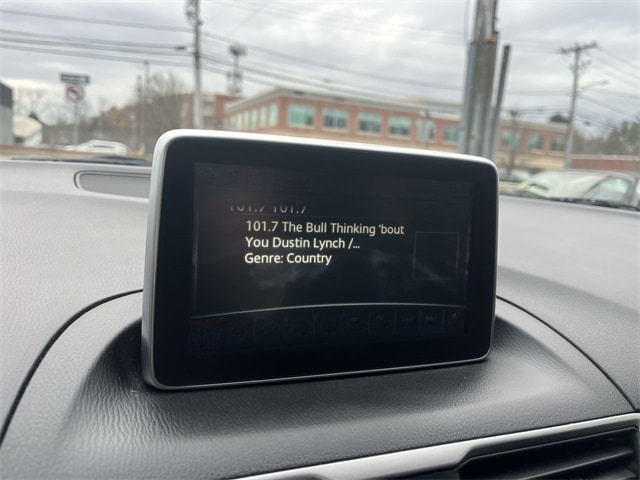 101.7 101.7
101.7 The Bull Thinking 'bout
You Dustin Lynch /...
Genre: Country